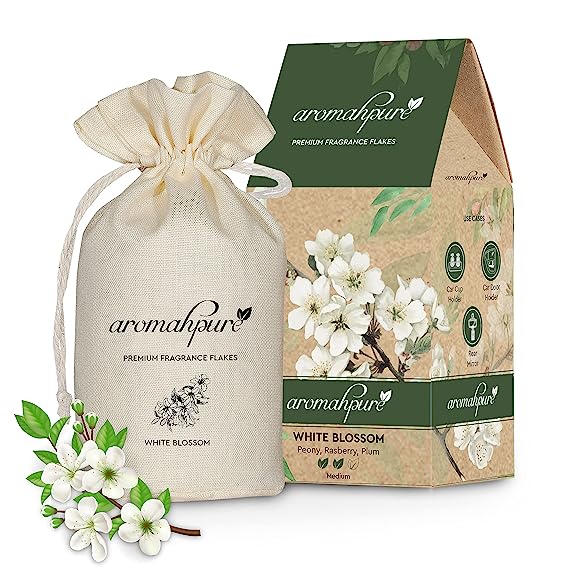 aromahpure
PREMIUM FRAGRANCE FLAKES
WHITE BLOSSOM
aromahpure
PREMIUM FRAGRANCE FLAKES
aromahpure
WHITE BLOSSOM
Peony, Rasberry, Plum
Medium
aromahpure
USE CASES
Car Cup
Holder
Car Door
Holder
Rear
Mirror
aromahpure